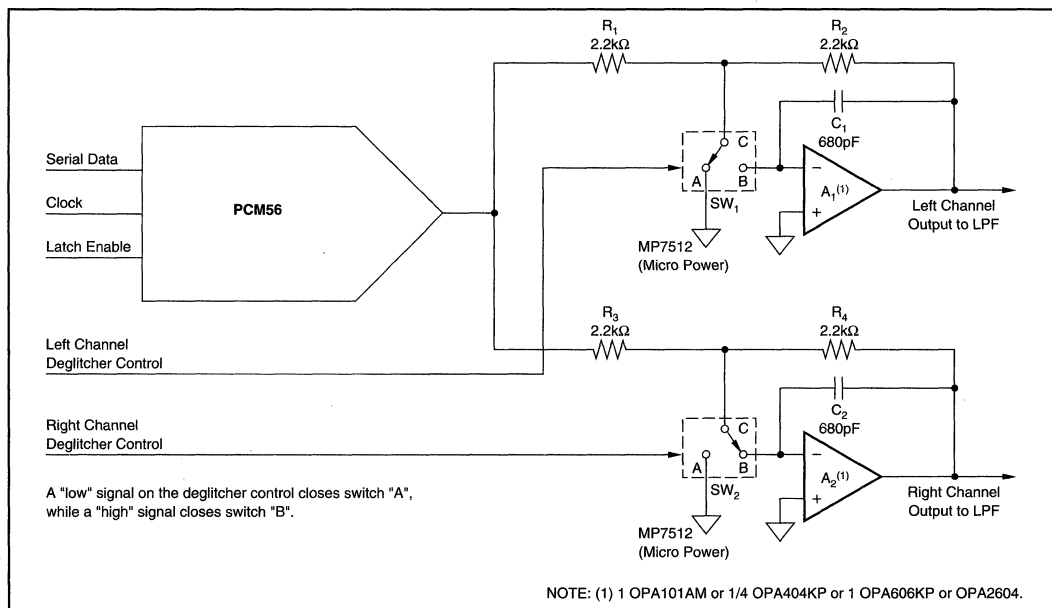 R1
2.2kΩ
R2
2.2kΩ
C1
680pF
Serial Data
Clock
Latch Enable
PCM56
C
A
B
SW1
MP7512
(Micro Power)
A1(1)
−
+
Left Channel
Output to LPF
R3
2.2kΩ
R4
2.2kΩ
C2
680pF
Left Channel
Deglitcher Control
Right Channel
Deglitcher Control
C
A
B
SW2
MP7512
(Micro Power)
A2(1)
−
+
Right Channel
Output to LPF
A "low" signal on the deglitcher control closes switch "A",
while a "high" signal closes switch "B".
NOTE: (1) 1 OPA101AM or 1/4 OPA404KP or 1 OPA606KP or OPA2604.